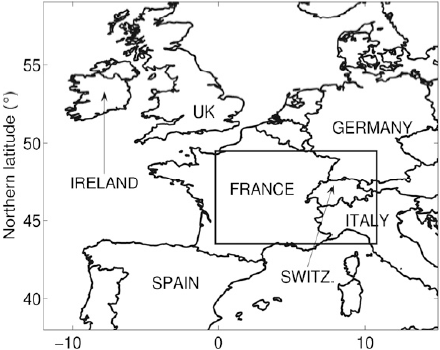 Northern latitude (°)
55
50
45
40
−10
0
10
UK
GERMANY
IRELAND
FRANCE
ITALY
SPAIN
SWITZ.